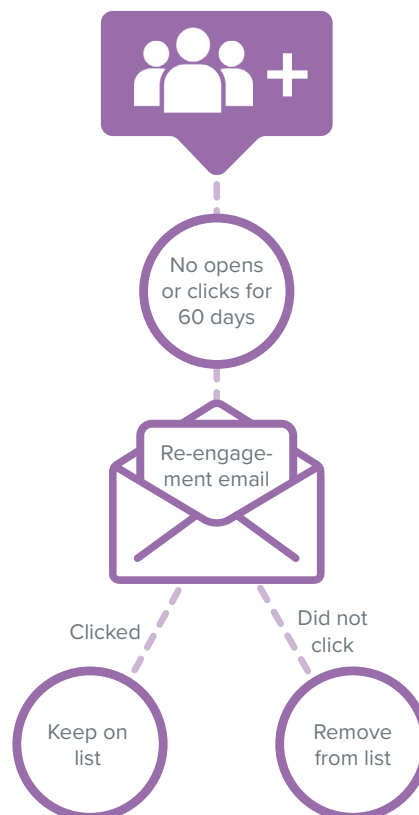 No opens
or clicks for
60 days
Re-engage-
ment email
Clicked
Did not
click
Keep on
list
Remove
from list